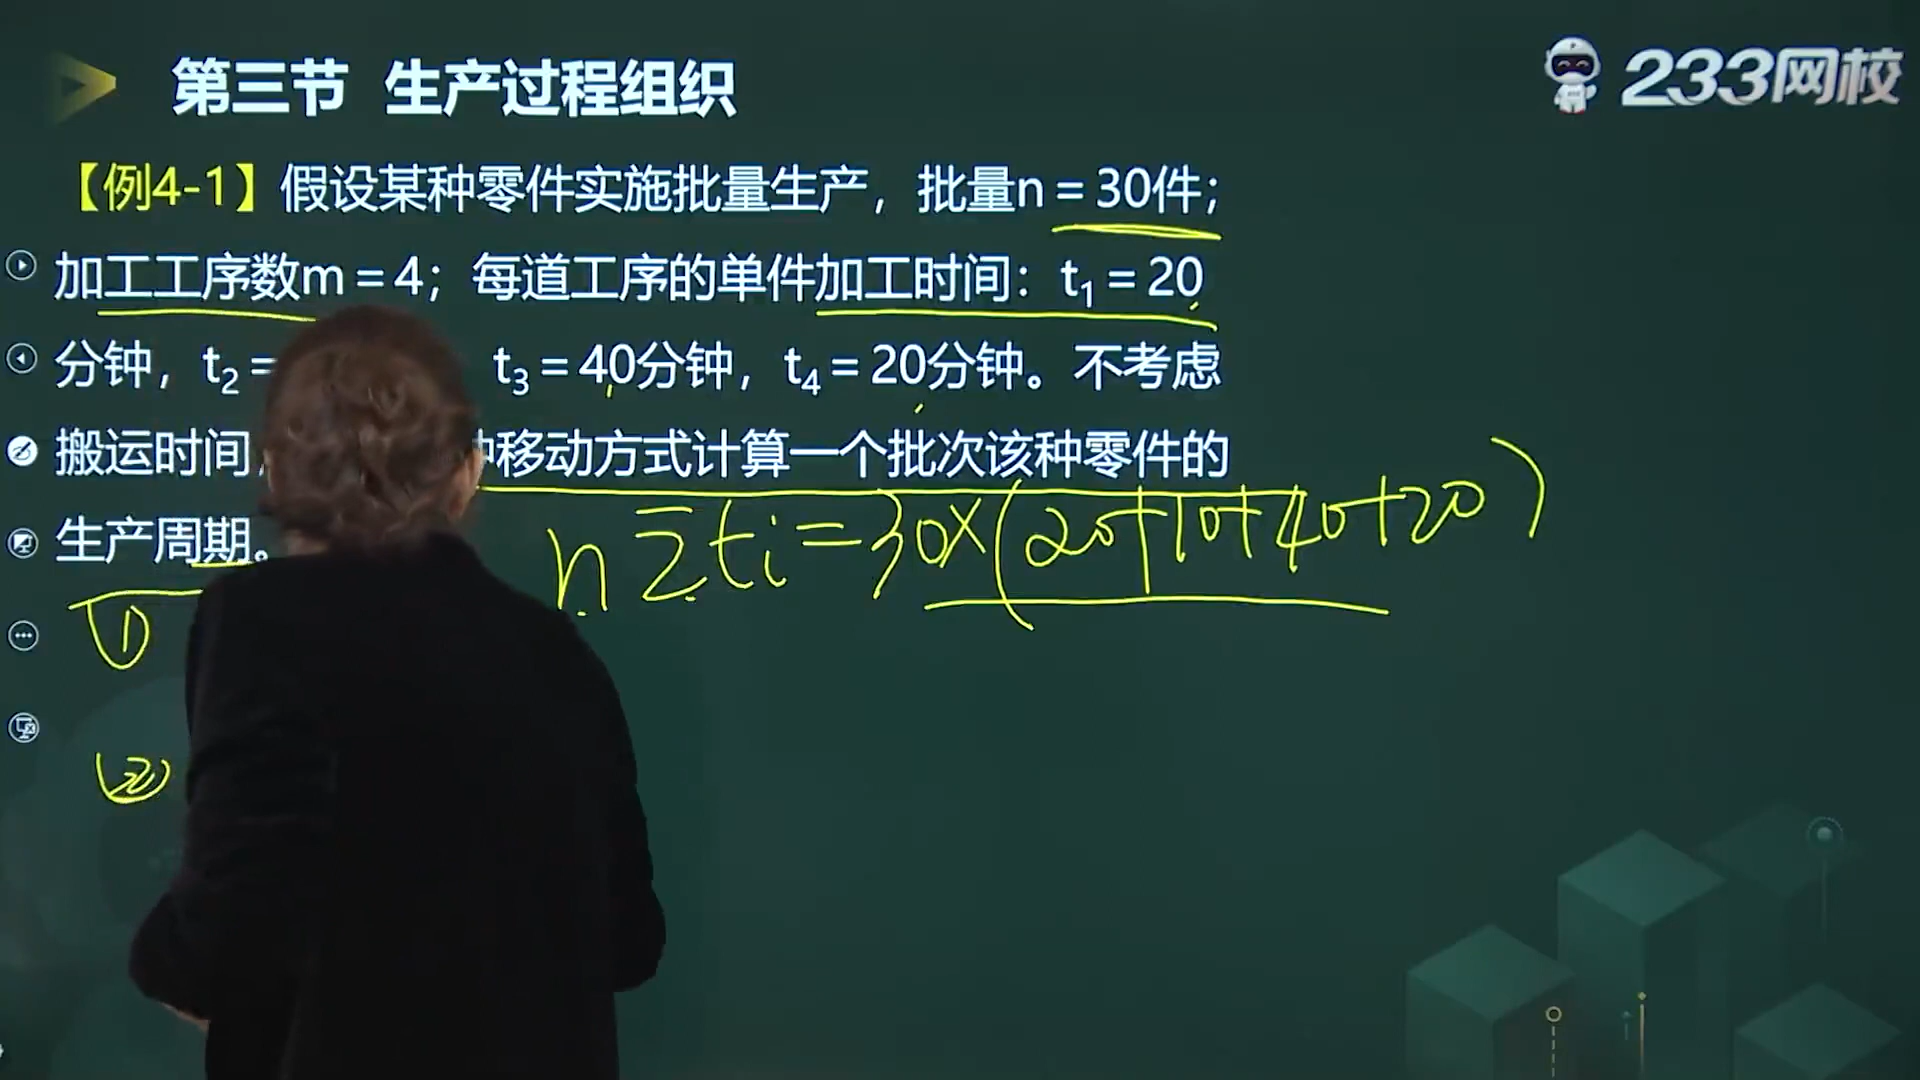 第三节 生产过程组织
233网校
【例4-1】假设某种零件实施批量生产，批量n＝30件；
加工工序数m＝4；每道工序的单件加工时间：t₁＝20
分钟，t₂＝ t₃＝40分钟，t₄＝20分钟。不考虑
搬运时间， 移动方式计算一个批次该种零件的
生产周期。
n Σti=30×(20+10+40+20)
①
②